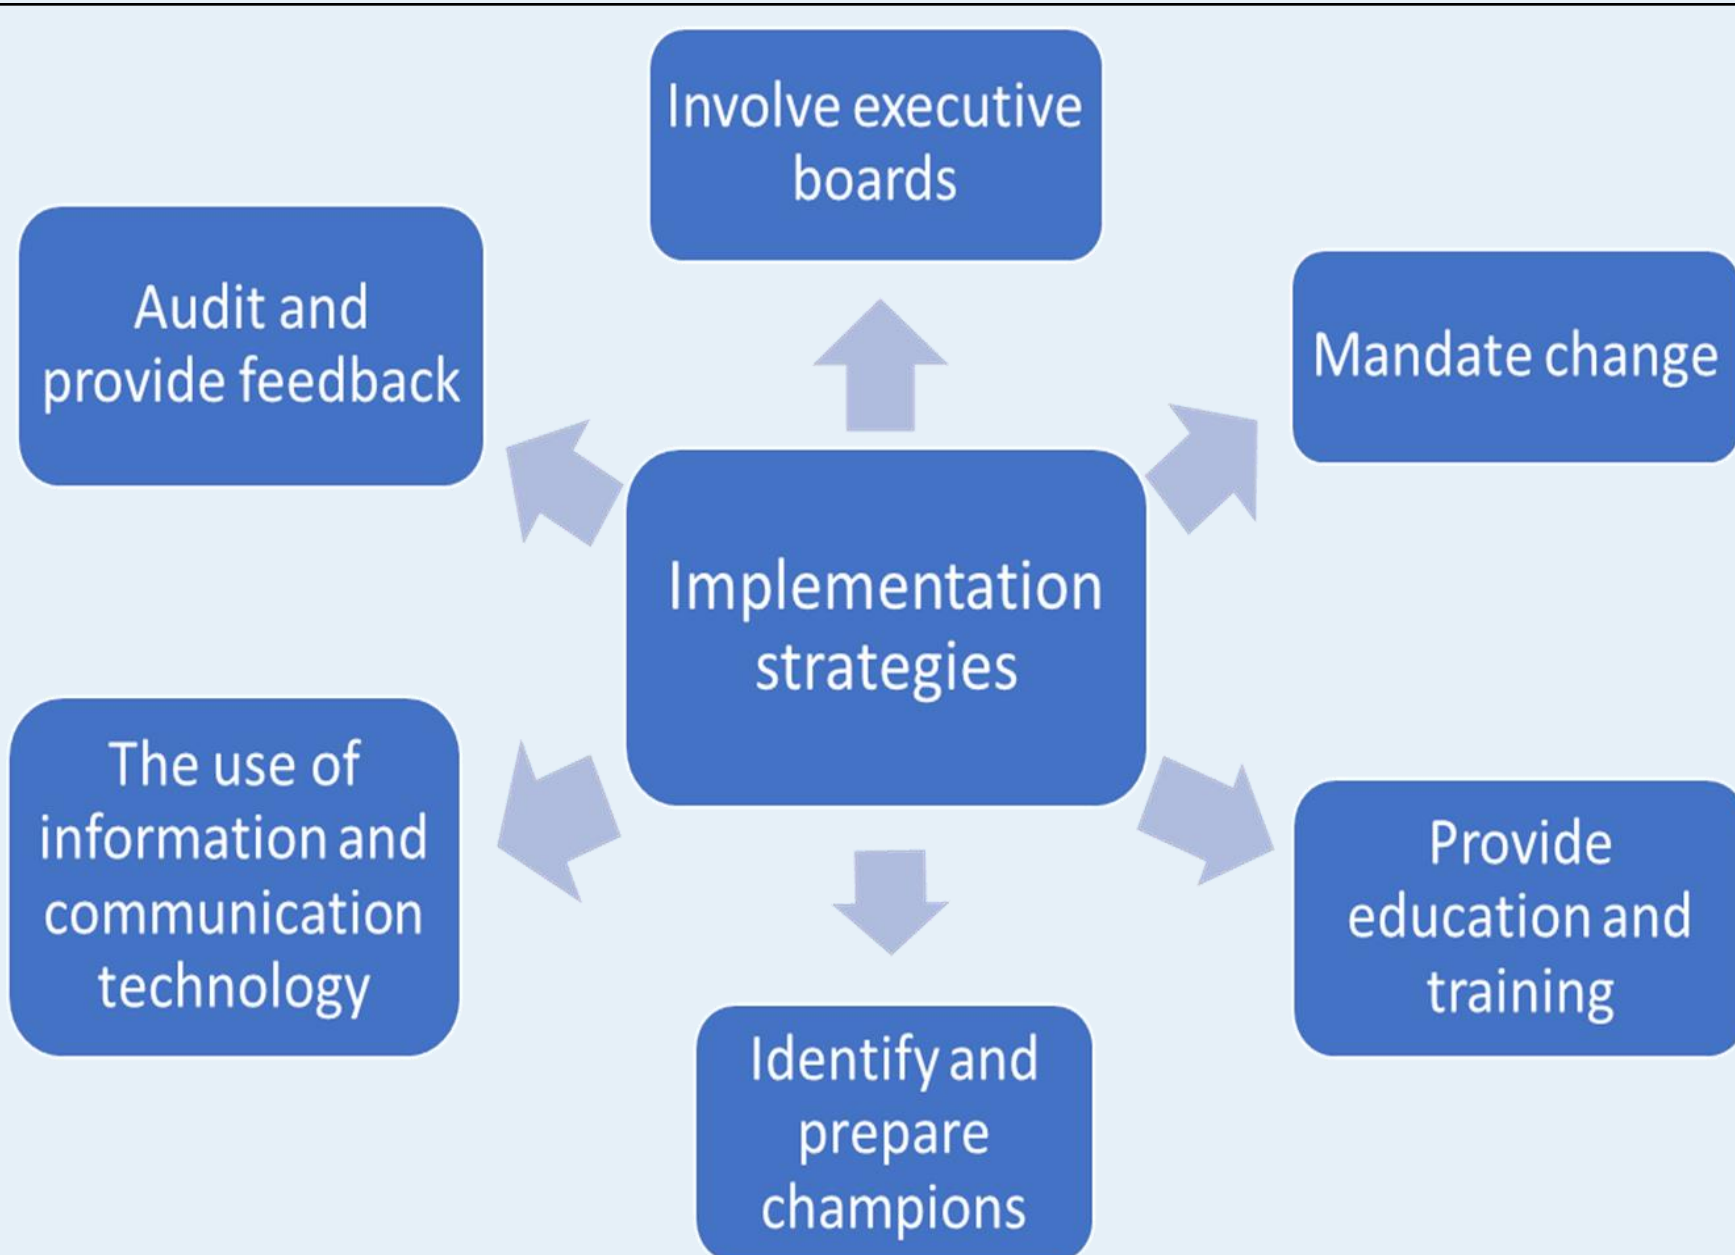 Involve executive
boards
Audit and
provide feedback
Mandate change
Implementation
strategies
The use of
information and
communication
technology
Provide
education and
training
Identify and
prepare
champions